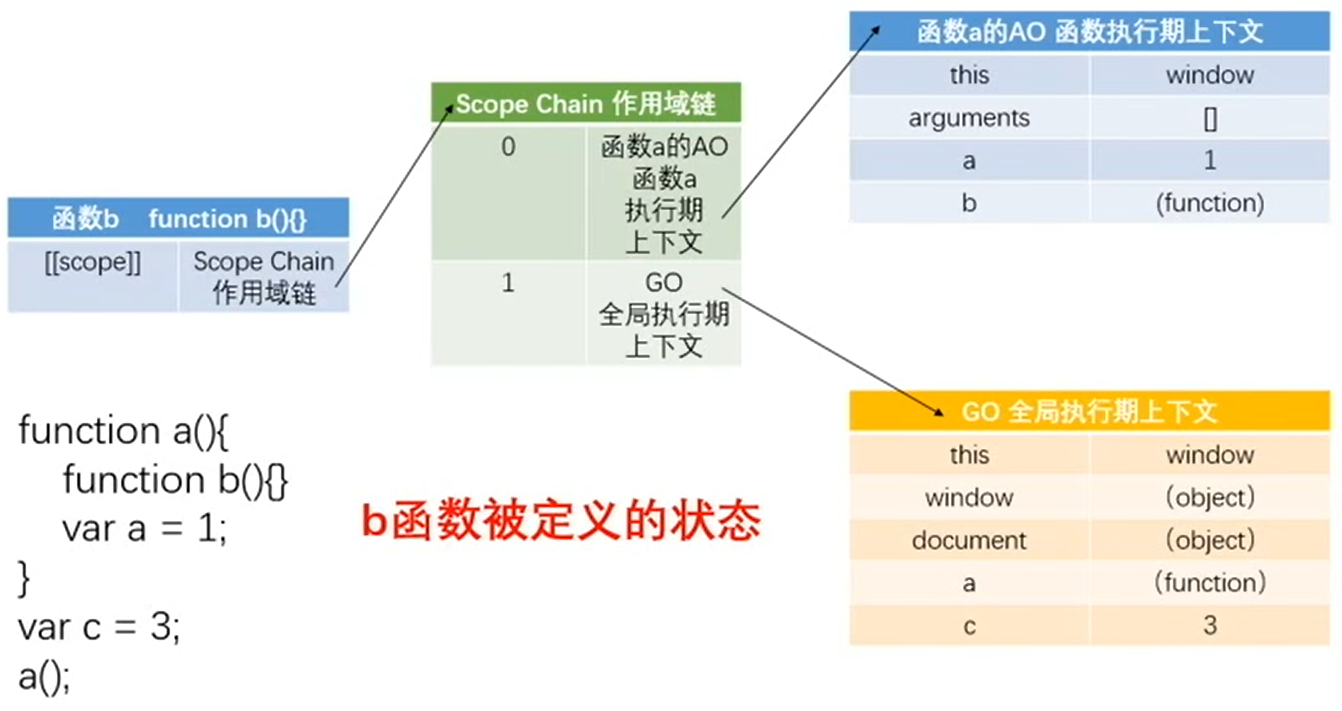 函数b function b(){}
[[scope]] Scope Chain
作用域链
Scope Chain 作用域链
0 函数a的AO
函数a
执行期
上下文
1 GO
全局执行期
上下文
函数a的AO 函数执行期上下文
this window
arguments []
a 1
b (function)
GO 全局执行期上下文
this window
window （object）
document （object）
a （function）
c 3
function a(){
function b(){}
var a = 1;
}
var c = 3;
a();
b函数被定义的状态